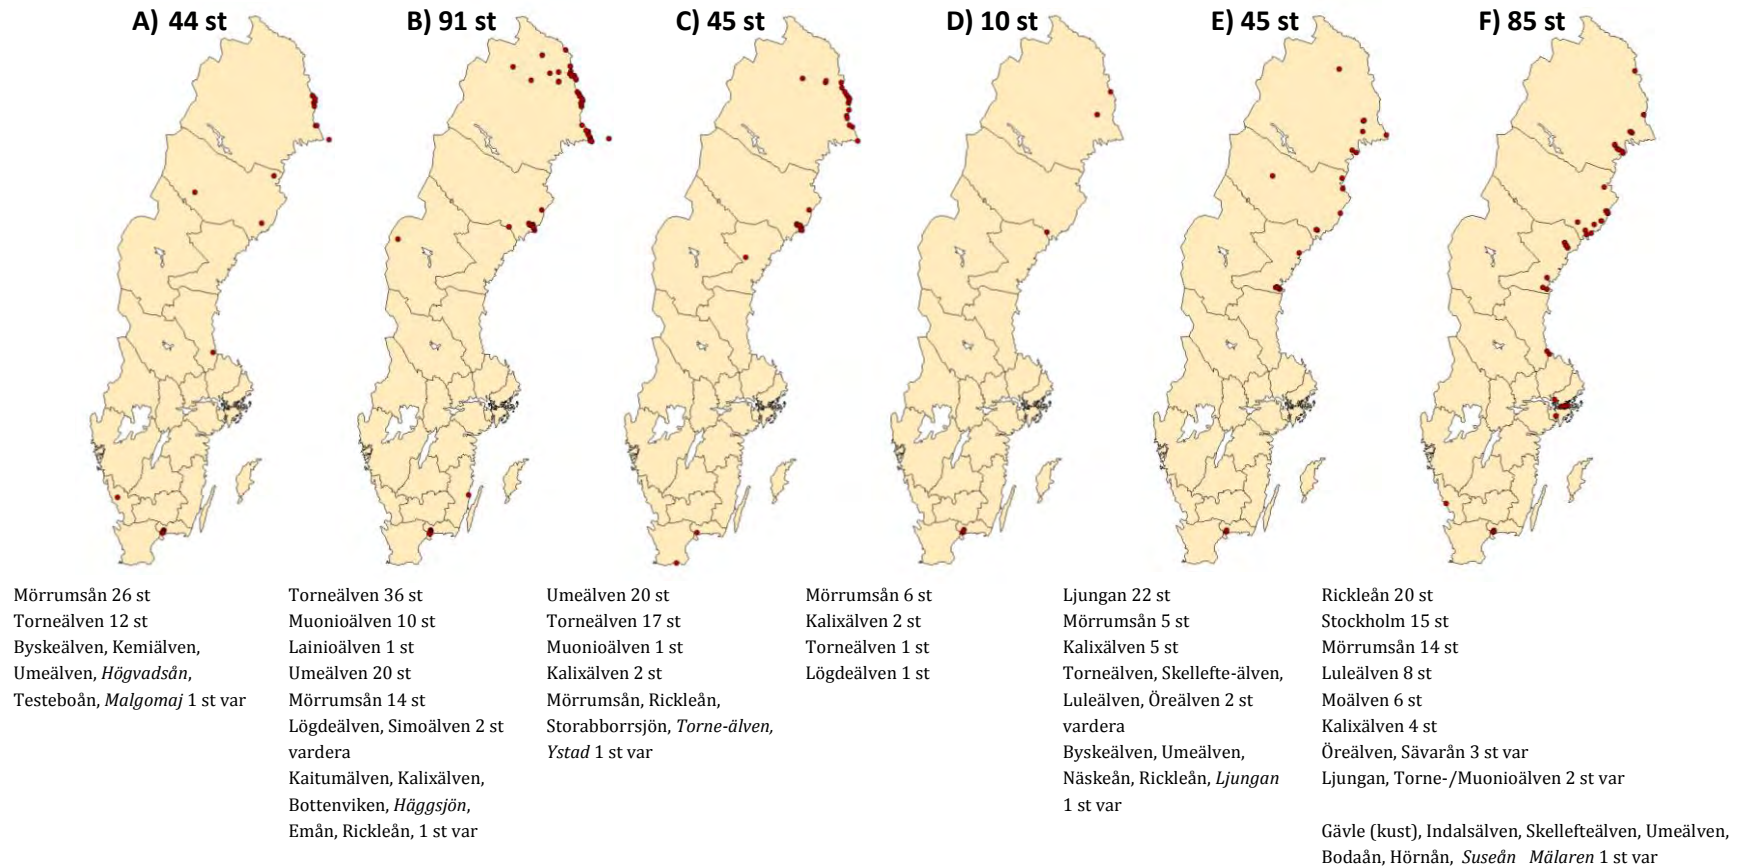 A) 44 st
B) 91 st
C) 45 st
D) 10 st
E) 45 st
F) 85 st
Mörrumsån 26 st
Torneälven 12 st
Byskeälven, Kemiälven,
Umeälven, Högvadsån,
Testeboån, Malgomaj 1 st var
Torneälven 36 st
Muonioälven 10 st
Lainioälven 1 st
Umeälven 20 st
Mörrumsån 14 st
Lögdeälven, Simoälven 2 st
vardera
Kaitumälven, Kalixälven,
Bottenviken, Häggsjön,
Emån, Rickleån, 1 st var
Umeälven 20 st
Torneälven 17 st
Muonioälven 1 st
Kalixälven 2 st
Mörrumsån, Rickleån,
Storabborrsjön, Torne-älven,
Ystad 1 st var
Mörrumsån 6 st
Kalixälven 2 st
Torneälven 1 st
Lögdeälven 1 st
Ljungan 22 st
Mörrumsån 5 st
Kalixälven 5 st
Torneälven, Skellefte-älven,
Luleälven, Öreälven 2 st
vardera
Byskeälven, Umeälven,
Näskeån, Rickleån, Ljungan
1 st var
Rickleån 20 st
Stockholm 15 st
Mörrumsån 14 st
Luleälven 8 st
Moälven 6 st
Kalixälven 4 st
Öreälven, Sävarån 3 st var
Ljungan, Torne-/Muonioälven 2 st var
Gävle (kust), Indalsälven, Skellefteälven, Umeälven,
Bodaån, Hörnån, Suseån Mälaren 1 st var